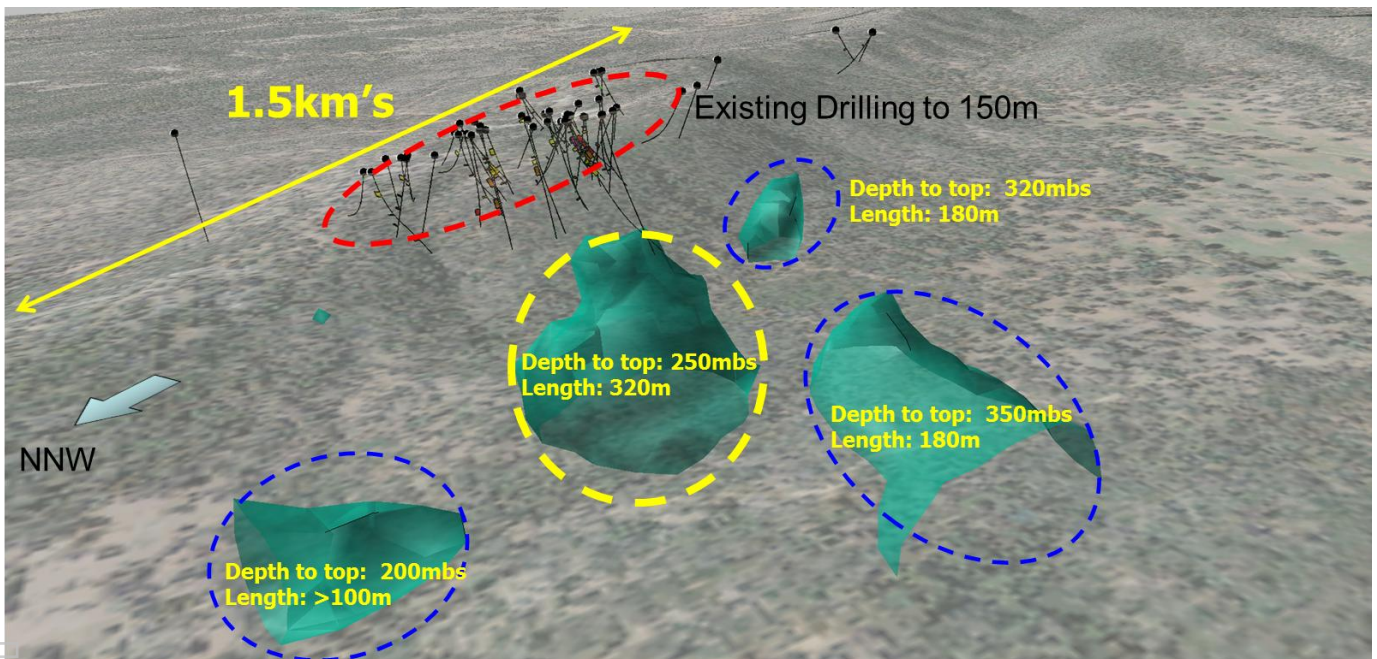 1.5km's
Existing Drilling to 150m
Depth to top:  320mbs
Length: 180m
Depth to top: 250mbs
Length: 320m
Depth to top:  350mbs
Length: 180m
NNW
Depth to top:  200mbs
Length: >100m